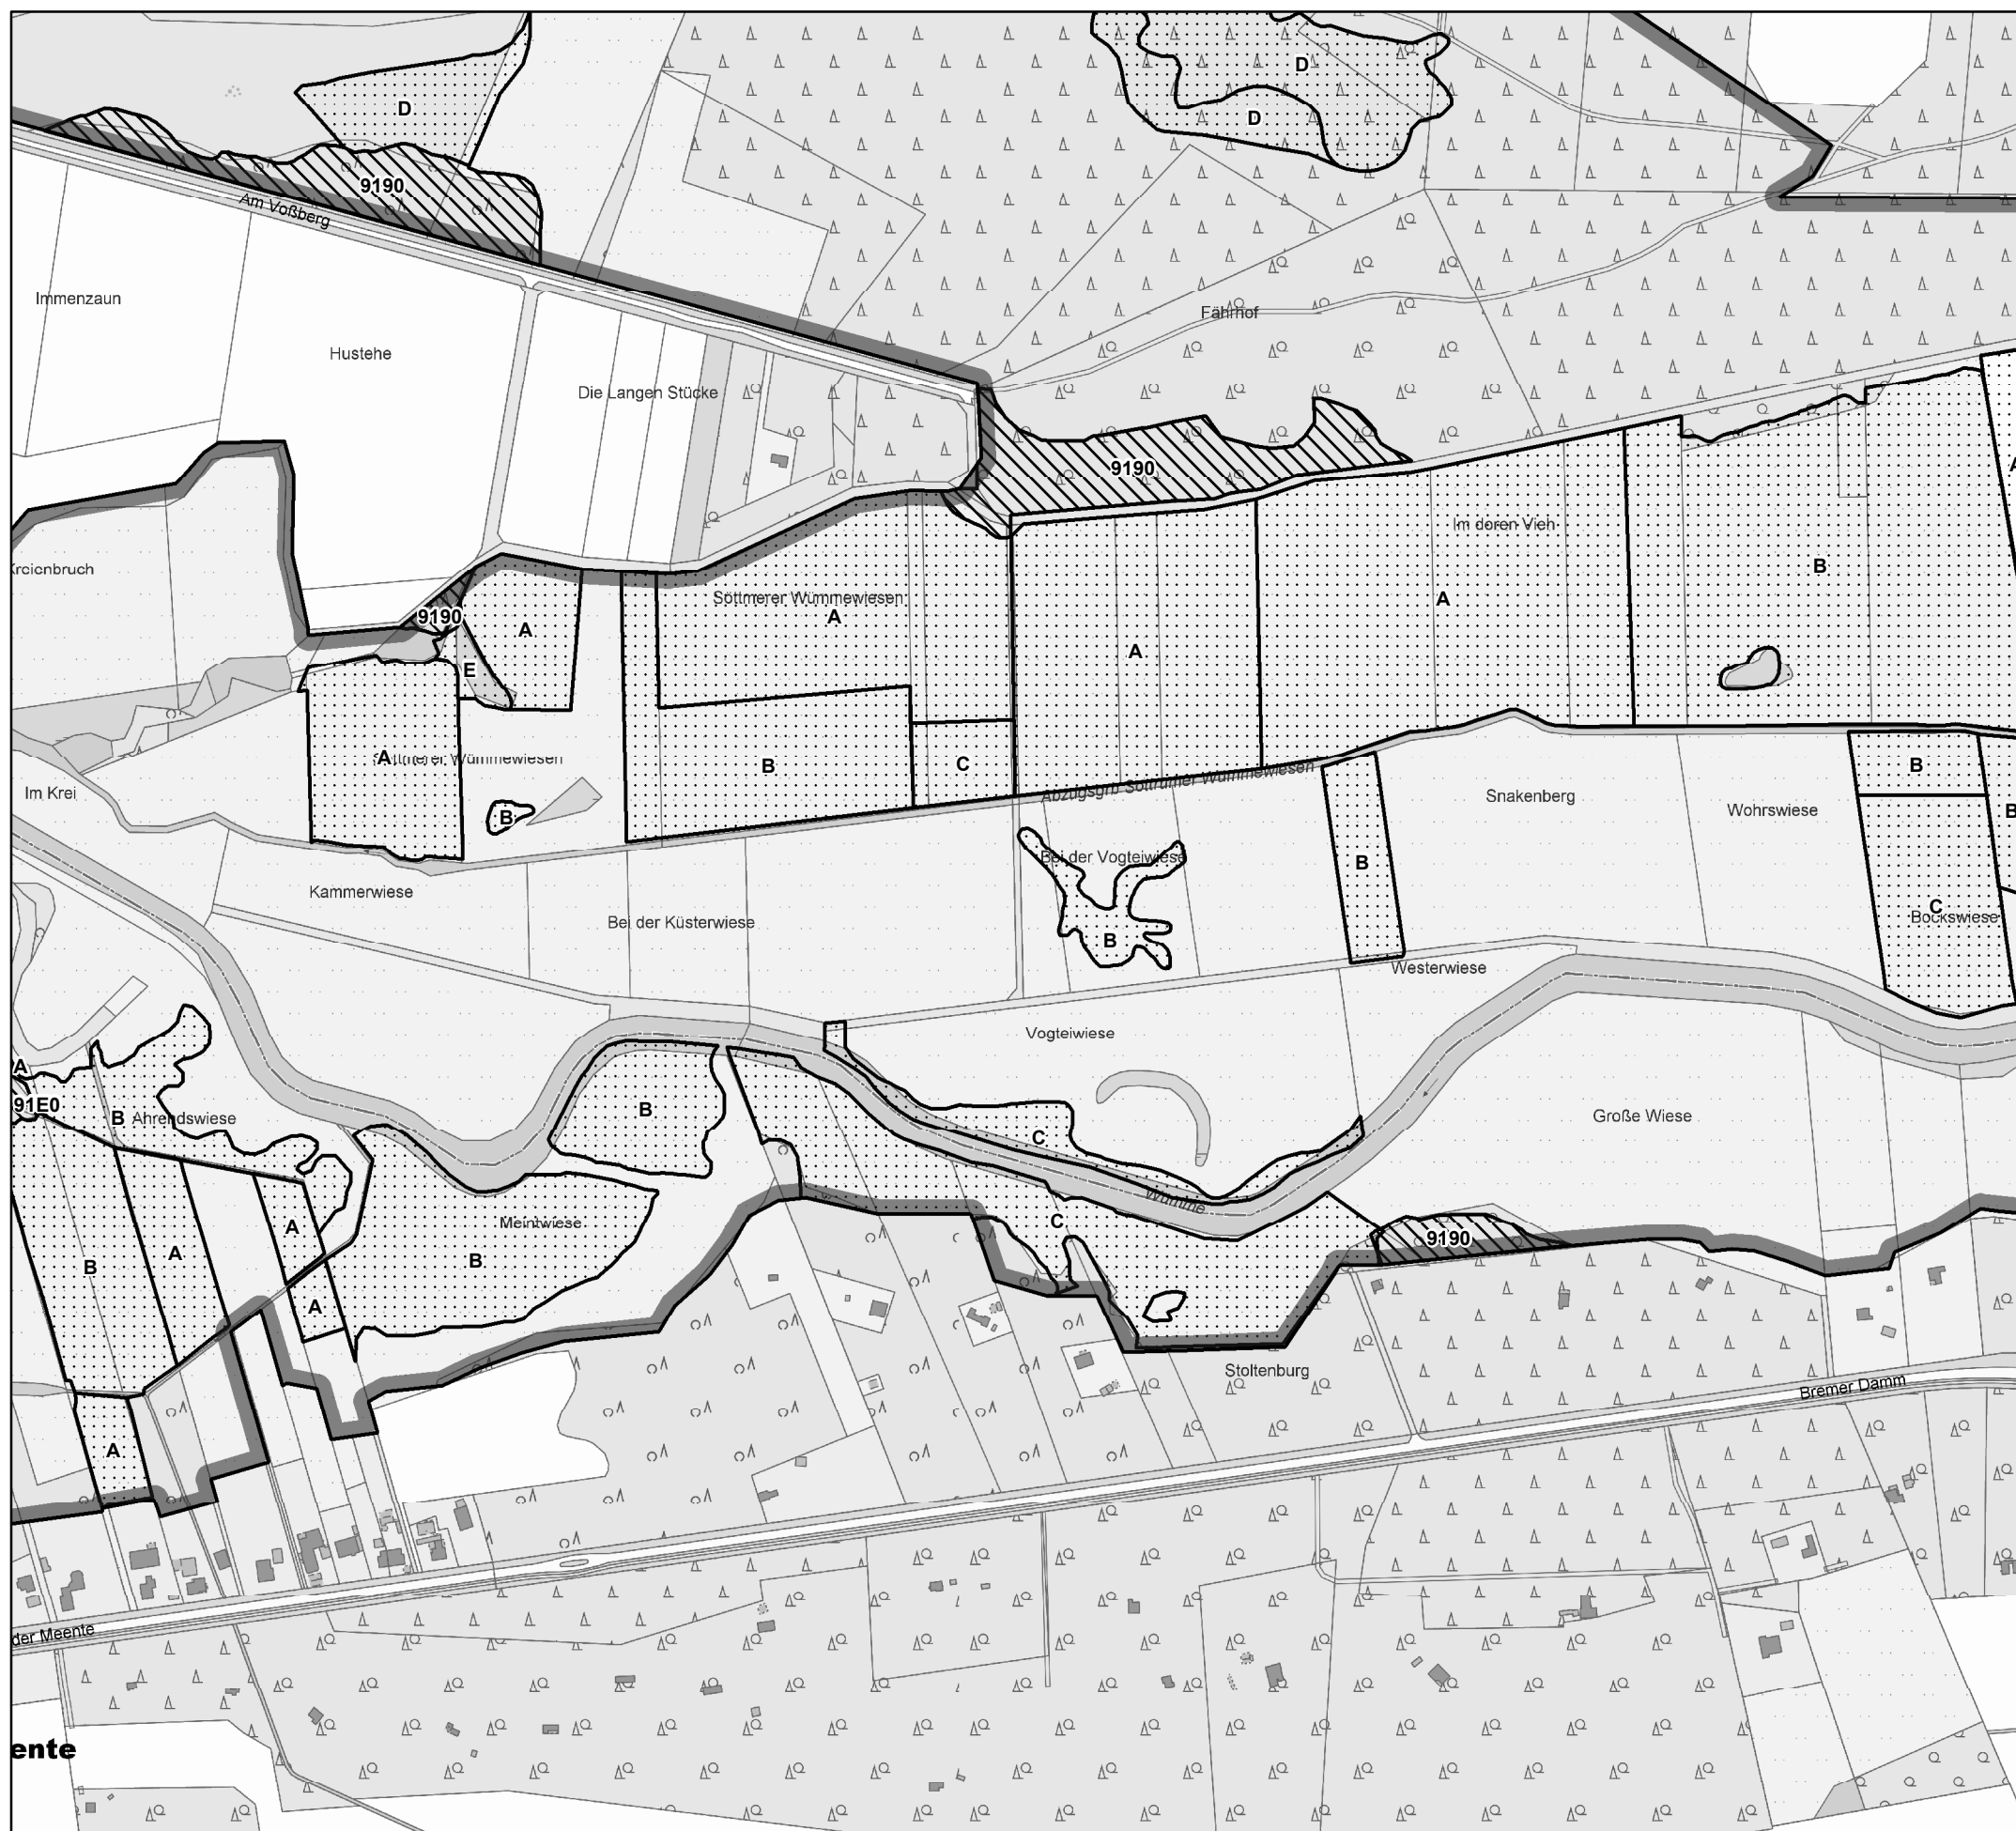 D
D
D
9190
Am Voßberg
Immenzaun
Fährhof
Hustehe
Die Langen Stücke
9190
Im doren Vieh
B
Söttmerer Wümmewiesen
A
A
A
9190
A
E
A
Wümmewiesen
B
C
B
Abzugsgrb Sottrumer Wümmewiesen
Im Krei
Snakenberg
Wohrswiese
B
B
B
Bei der Vogteiwiese
B
Kammerwiese
Bei der Küsterwiese
B
C
Bockswiese
Westerwiese
Vogteiwiese
A
91E0
B
Ahrendswiese
B
C
Große Wiese
Wümme
A
Meintwiese
C
9190
B
A
B
A
Stoltenburg
Bremer Damm
A
der Meente
ente